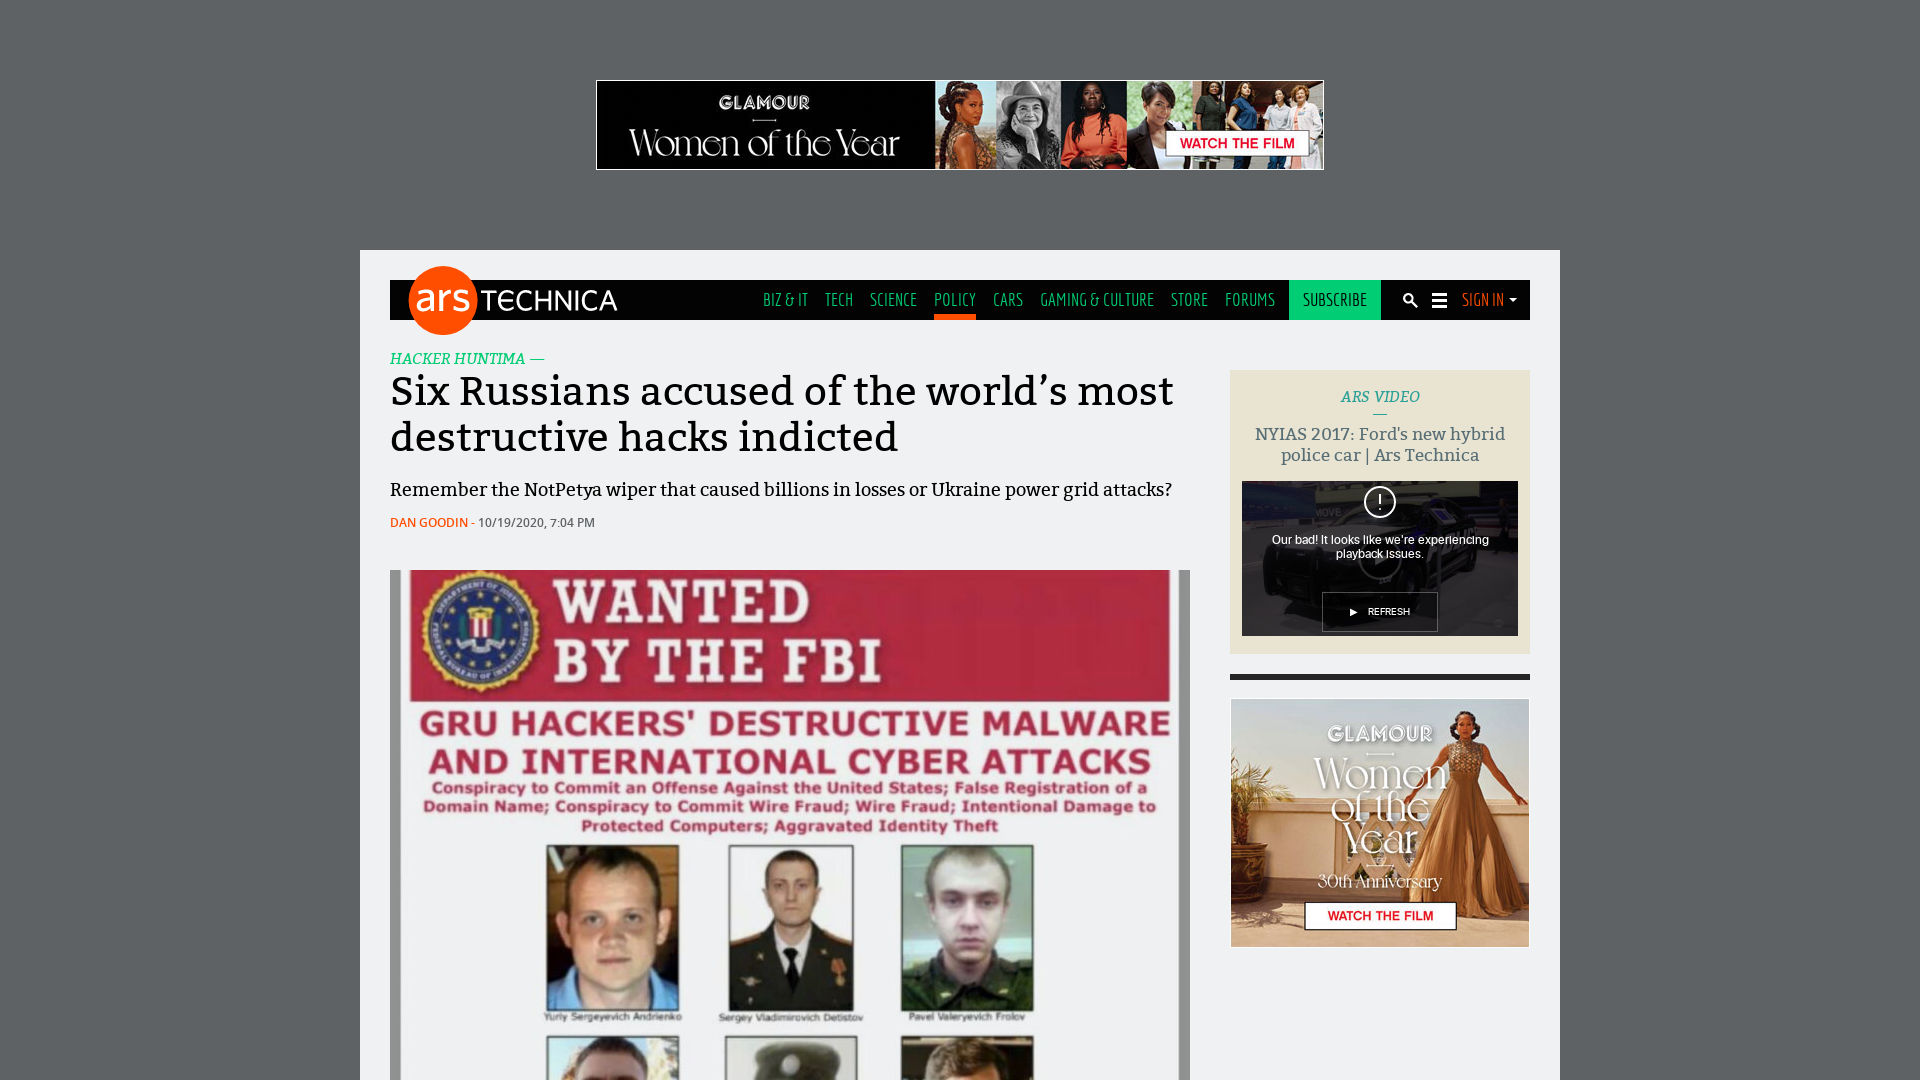 GLAMOUR
Women of the Year
WATCH THE FILM
ars TECHNICA
BIZ & IT TECH SCIENCE POLICY CARS GAMING & CULTURE STORE FORUMS SUBSCRIBE SIGN IN
HACKER HUNTIMA —
Six Russians accused of the world’s most
destructive hacks indicted
Remember the NotPetya wiper that caused billions in losses or Ukraine power grid attacks?
DAN GOODIN - 10/19/2020, 7:04 PM
WANTED
BY THE FBI
GRU HACKERS' DESTRUCTIVE MALWARE
AND INTERNATIONAL CYBER ATTACKS
Conspiracy to Commit an Offense Against the United States; False Registration of a
Domain Name; Conspiracy to Commit Wire Fraud; Wire Fraud; Intentional Damage to
Protected Computers; Aggravated Identity Theft
Yuriy Sergeyevich Andrienko
Sergey Vladimirovich Detistov
Pavel Valeryevich Frolov
ARS VIDEO
—
NYIAS 2017: Ford's new hybrid
police car | Ars Technica
Our bad! It looks like we're experiencing
playback issues.
REFRESH
GLAMOUR
Women
of the
Year
30th Anniversary
WATCH THE FILM